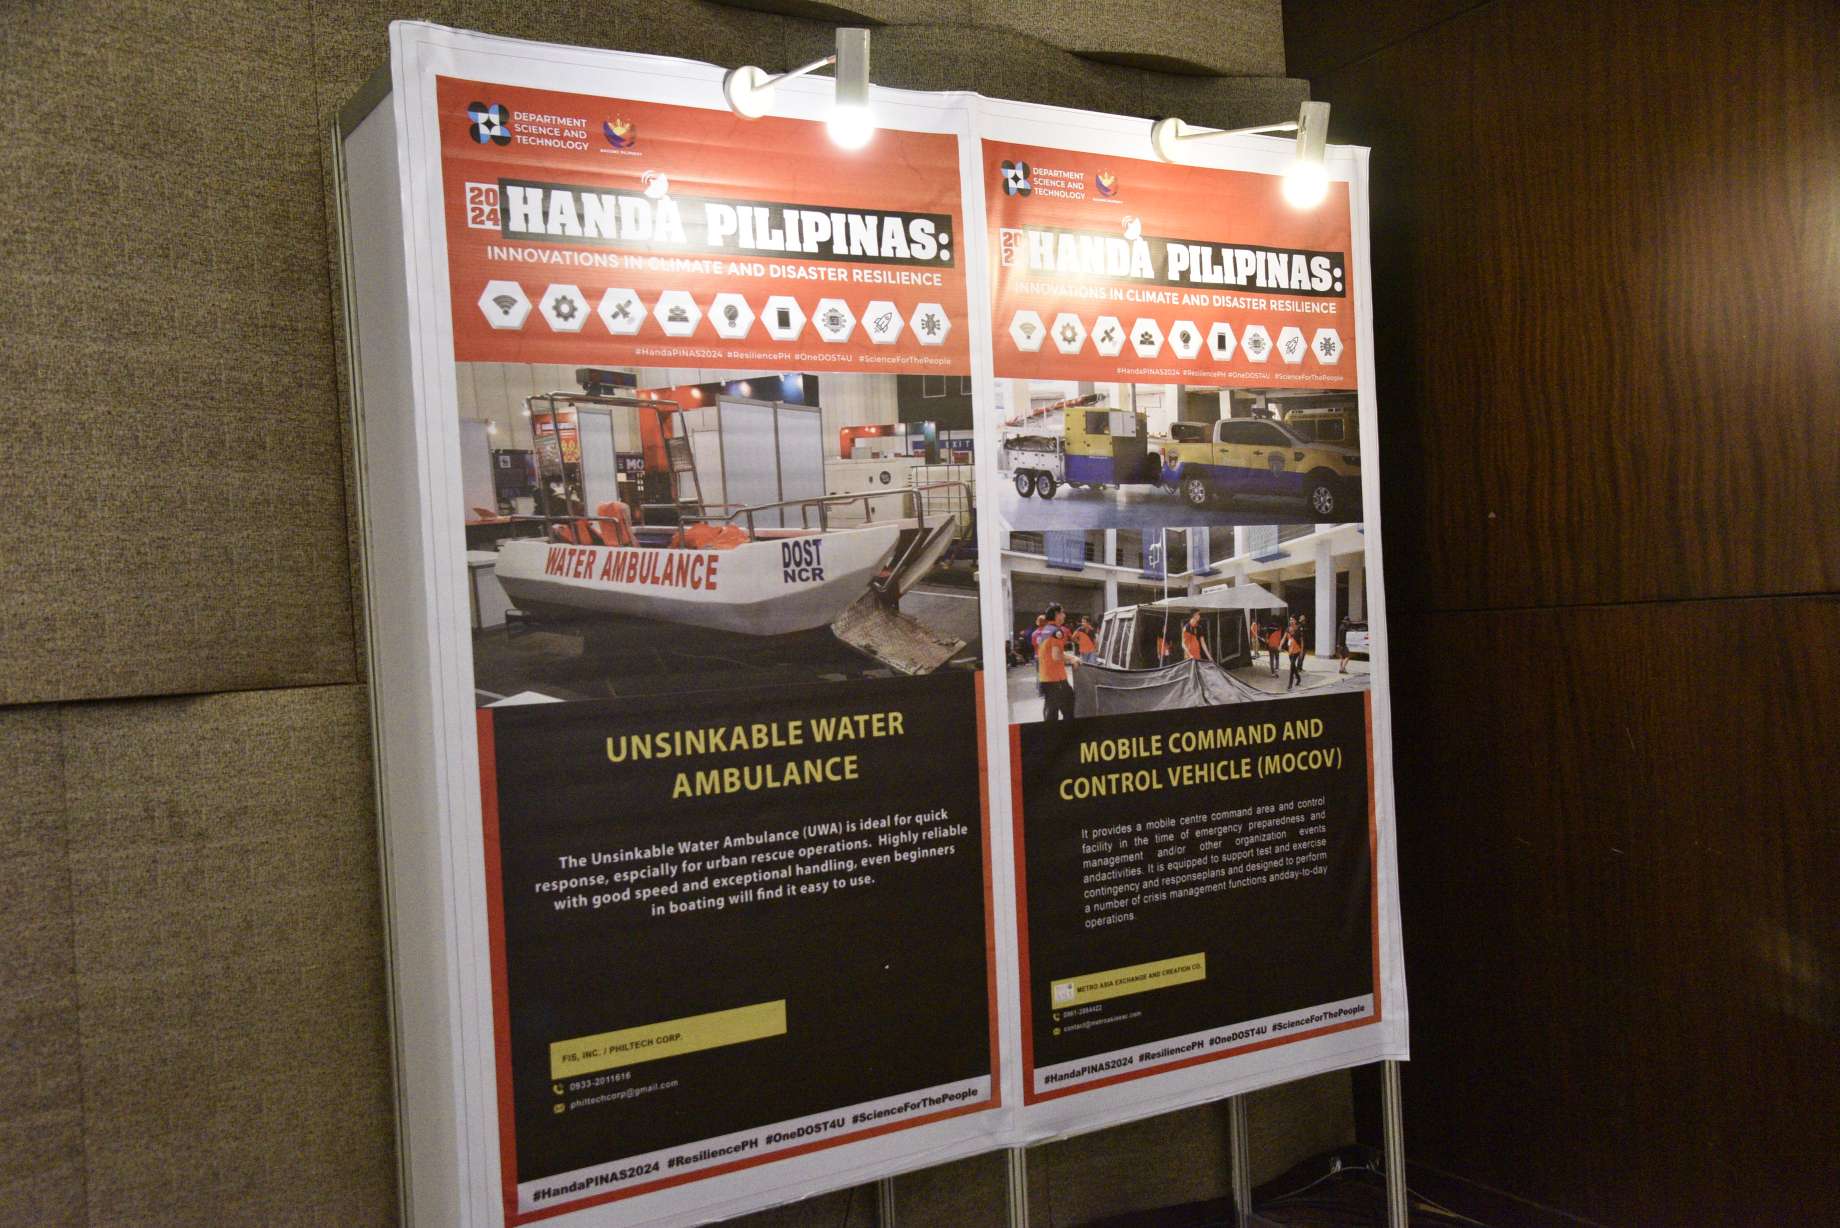 DEPARTMENT
SCIENCE AND
TECHNOLOGY
BAGONG PILIPINAS
2024
HANDA PILIPINAS:
INNOVATIONS IN CLIMATE AND DISASTER RESILIENCE
#HandaPINAS2024 #ResiliencePH #OneDOST4U #ScienceForThePeople
EXIT
WATER AMBULANCE
DOST
NCR
UNSINKABLE WATER
AMBULANCE
The Unsinkable Water Ambulance (UWA) is ideal for quick
response, espcially for urban rescue operations. Highly reliable
with good speed and exceptional handling, even beginners
in boating will find it easy to use.
FIS, INC. / PHILTECH CORP.
0933-2011616
philtechcorp@gmail.com
#HandaPINAS2024 #ResiliencePH #OneDOST4U #ScienceForThePeople
DEPARTMENT
SCIENCE AND
TECHNOLOGY
HANDA PILIPINAS:
INNOVATIONS IN CLIMATE AND DISASTER RESILIENCE
#HandaPINAS2024 #ResiliencePH #OneDOST4U #ScienceForThePeople
MOBILE COMMAND AND
CONTROL VEHICLE (MOCOV)
It provides a mobile centre command area and control
facility in the time of emergency preparedness and
management and/or other organization events
andactivities. It is equipped to support test and exercise
contingency and responseplans and designed to perform
a number of crisis management functions andday-to-day
operations.
METRO ASIA EXCHANGE AND CREATION CO.
0961-2864422
#HandaPINAS2024 #ResiliencePH #OneDOST4U #ScienceForThePeople